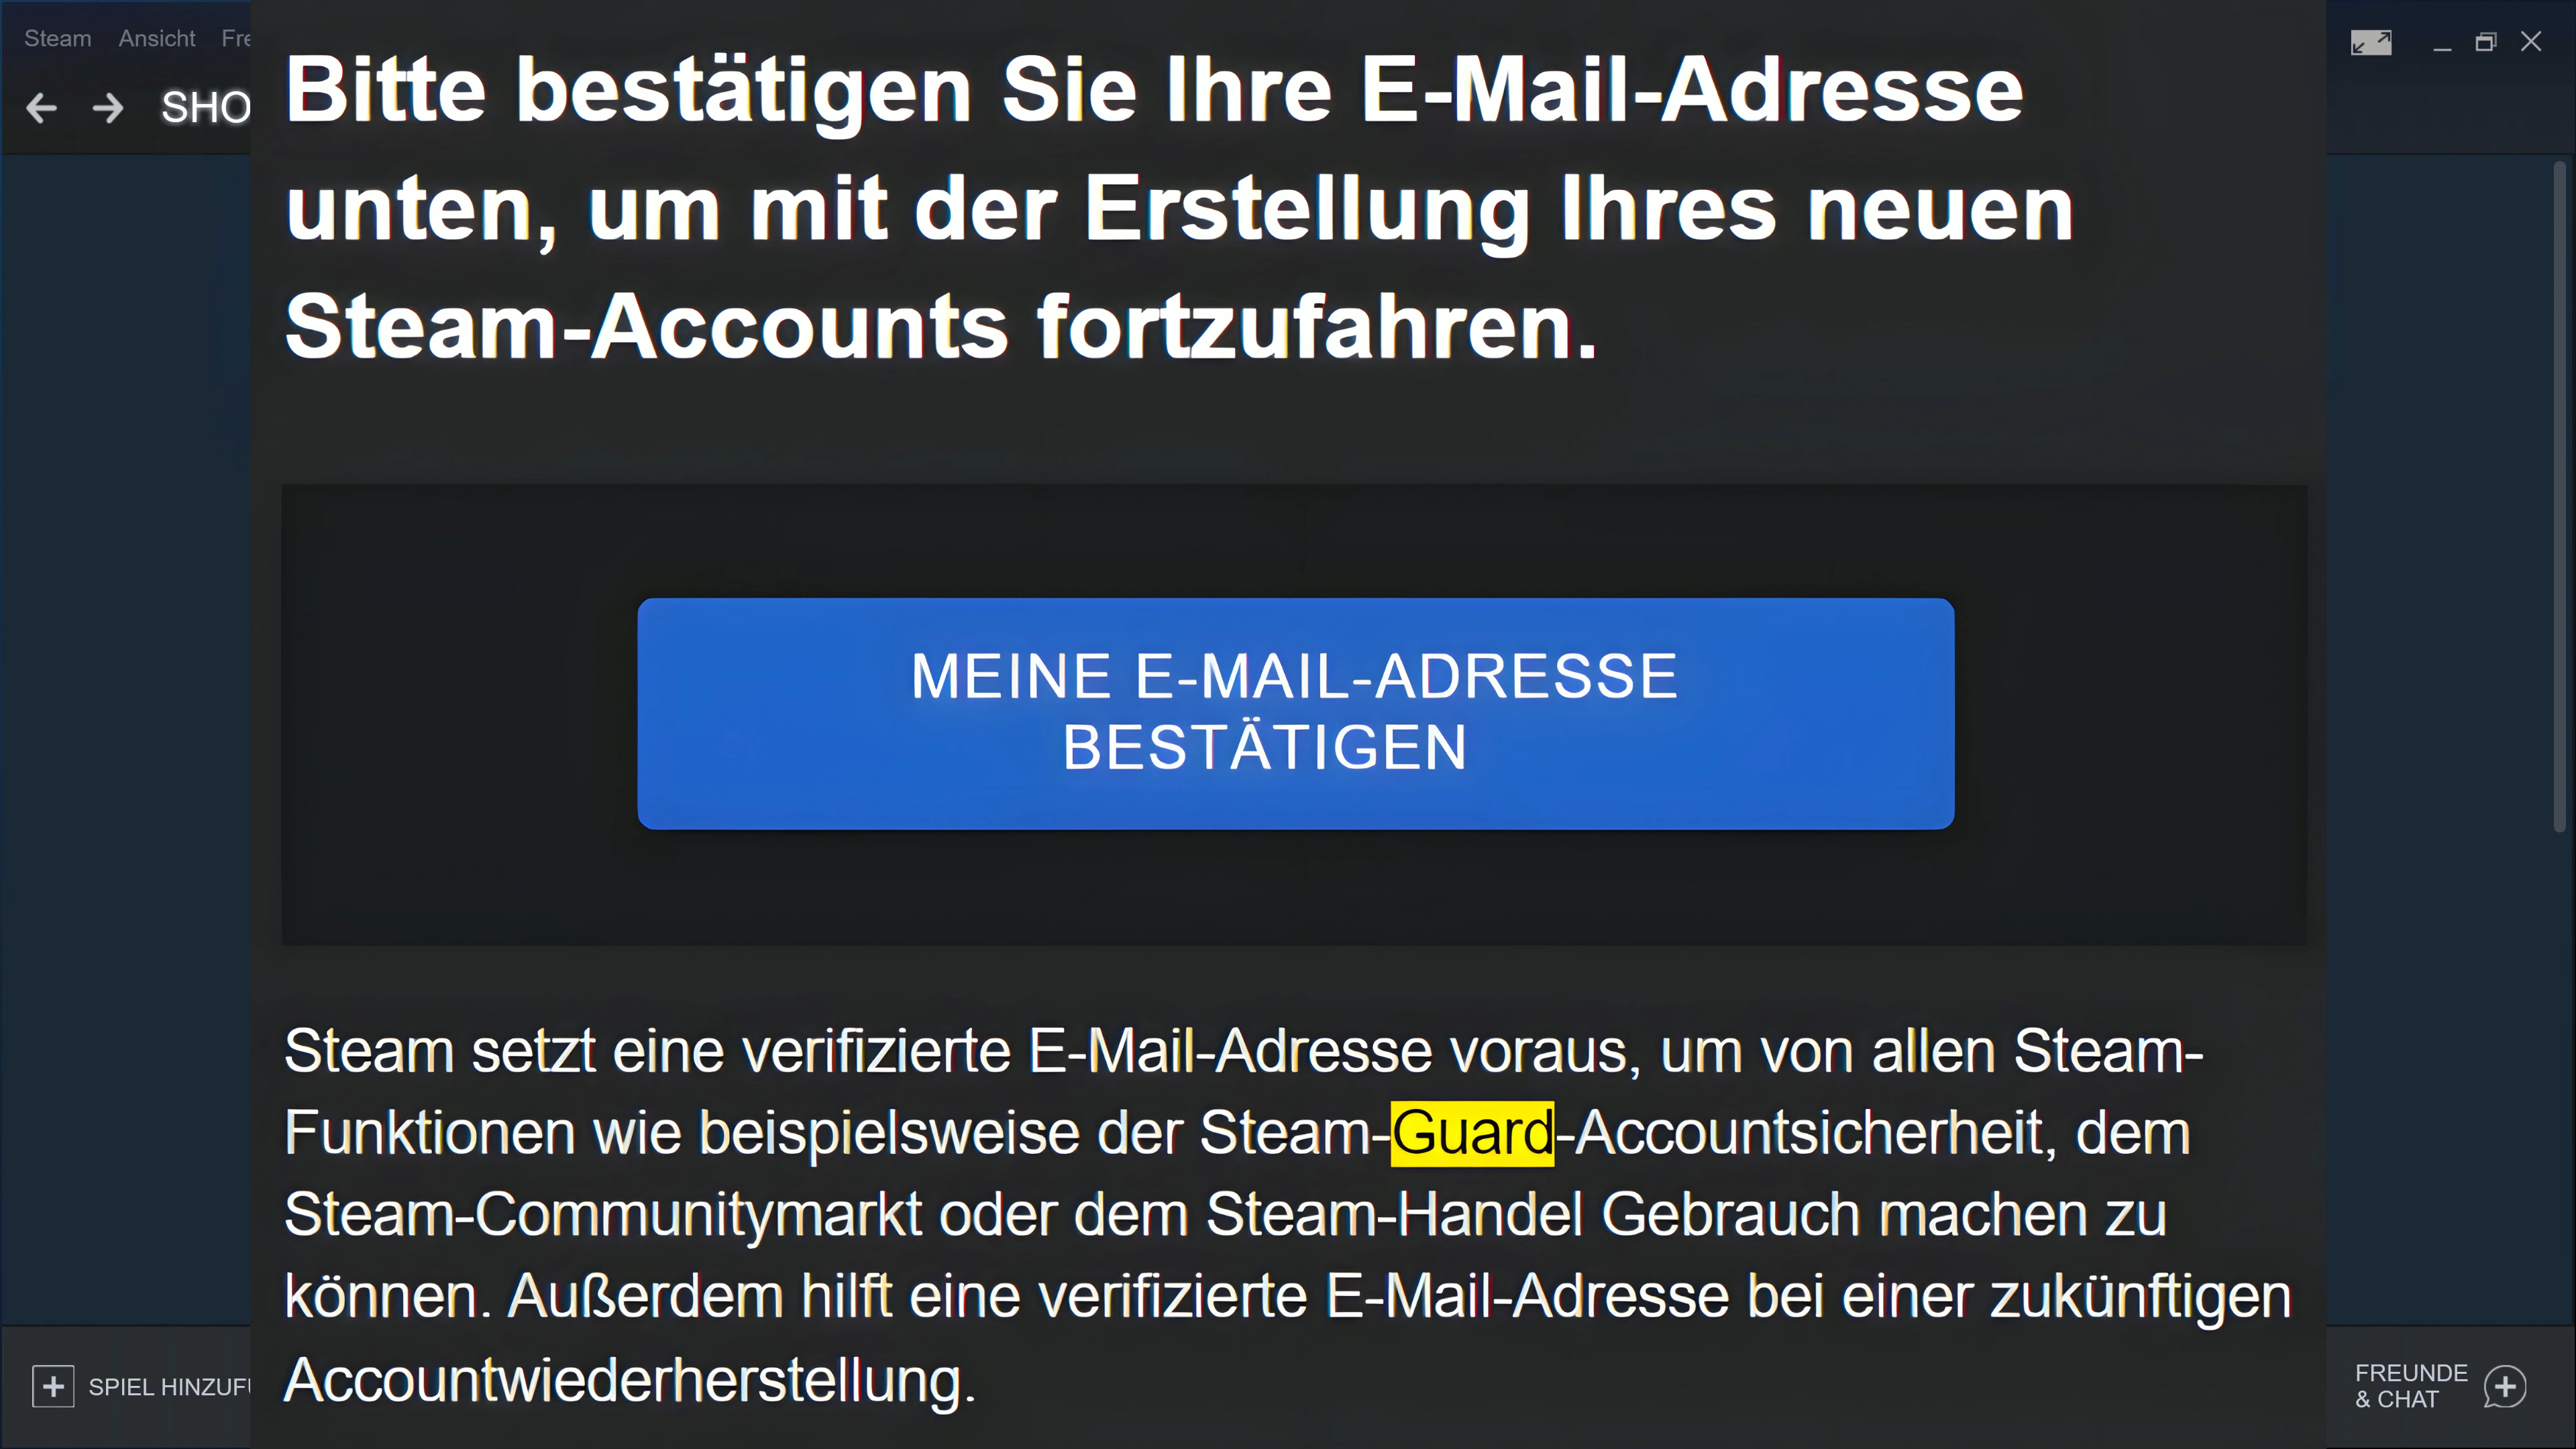 Steam Ansicht Fre
SHO
Bitte bestätigen Sie Ihre E-Mail-Adresse
unten, um mit der Erstellung Ihres neuen
Steam-Accounts fortzufahren.
MEINE E-MAIL-ADRESSE
BESTÄTIGEN
Steam setzt eine verifizierte E-Mail-Adresse voraus, um von allen Steam-
Funktionen wie beispielsweise der Steam-Guard-Accountsicherheit, dem
Steam-Communitymarkt oder dem Steam-Handel Gebrauch machen zu
können. Außerdem hilft eine verifizierte E-Mail-Adresse bei einer zukünftigen
Accountwiederherstellung.
SPIEL HINZUFÜ
FREUNDE
& CHAT